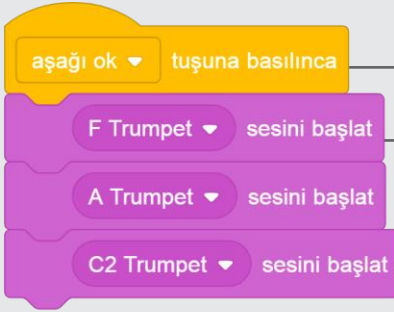 aşağı ok tuşuna basılınca
F Trumpet sesini başlat
A Trumpet sesini başlat
C2 Trumpet sesini başlat